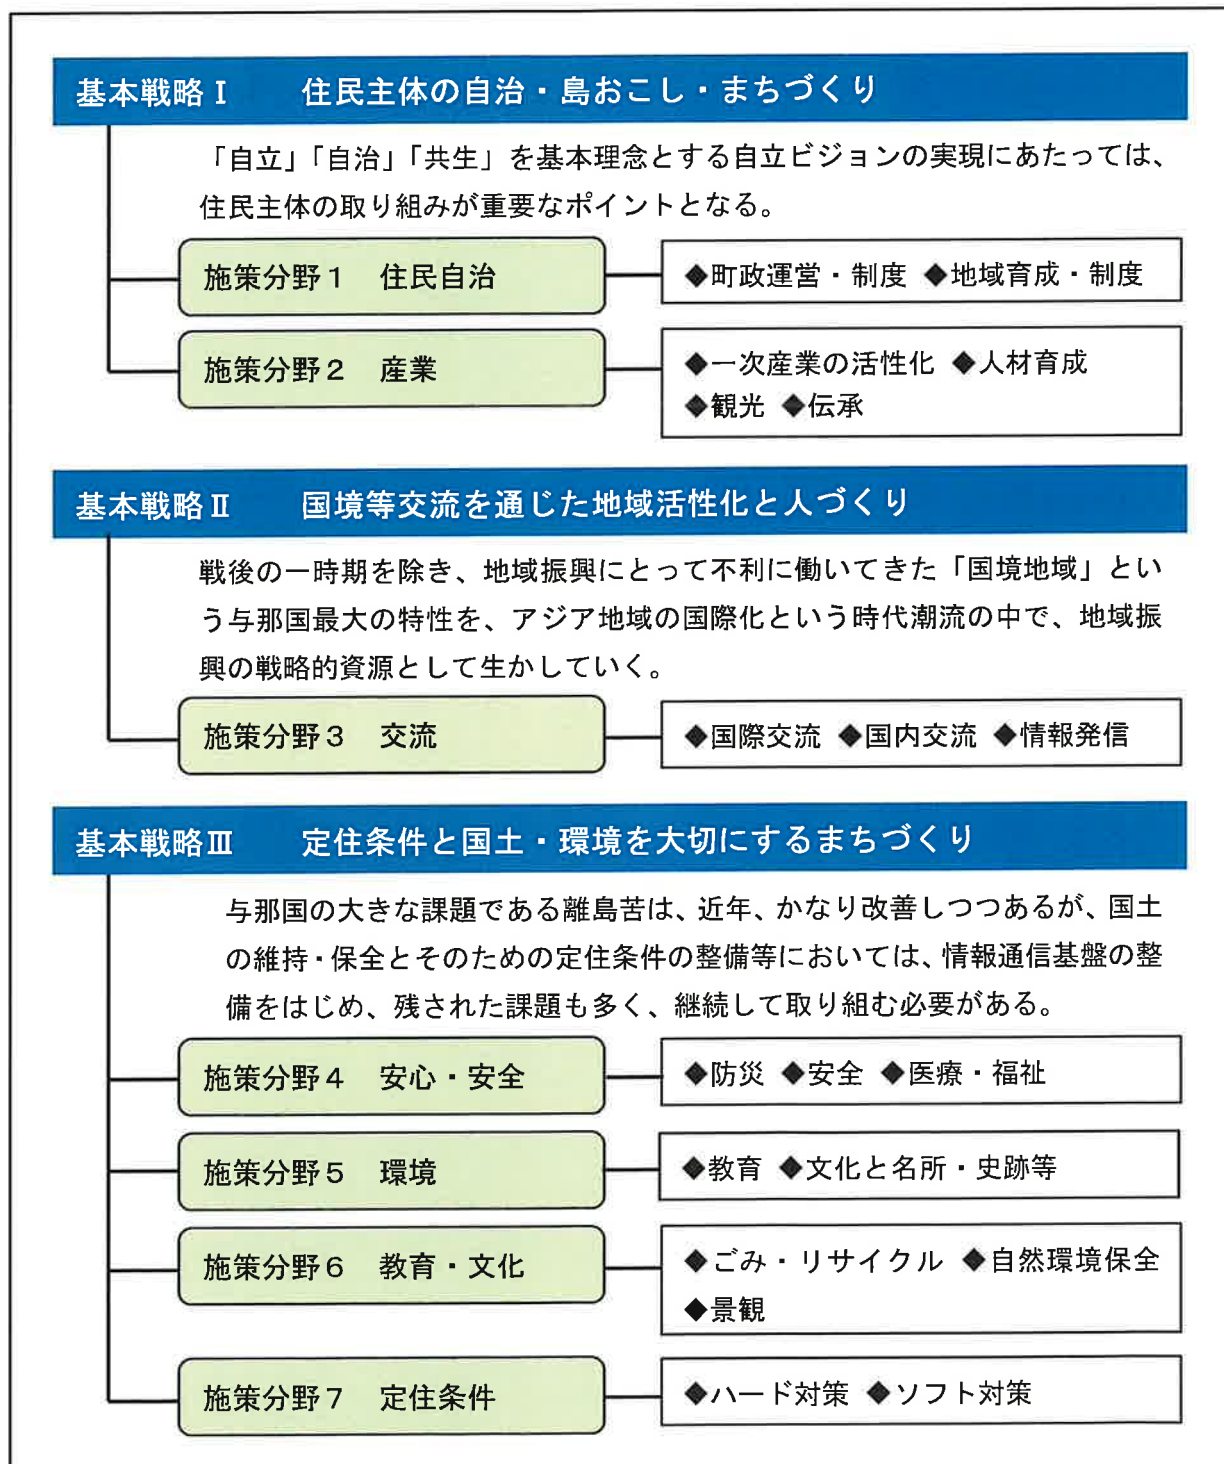 基本戦略Ⅰ　住民主体の自治・島おこし・まちづくり
「自立」「自治」「共生」を基本理念とする自立ビジョンの実現にあたっては、
住民主体の取り組みが重要なポイントとなる。
施策分野１　住民自治
◆町政運営・制度 ◆地域育成・制度
施策分野２　産業
◆一次産業の活性化 ◆人材育成
◆観光 ◆伝承
基本戦略Ⅱ　国境等交流を通じた地域活性化と人づくり
戦後の一時期を除き、地域振興にとって不利に働いてきた「国境地域」とい
う与那国最大の特性を、アジア地域の国際化という時代潮流の中で、地域振
興の戦略的資源として生かしていく。
施策分野３　交流
◆国際交流 ◆国内交流 ◆情報発信
基本戦略Ⅲ　定住条件と国土・環境を大切にするまちづくり
与那国の大きな課題である離島苦は、近年、かなり改善しつつあるが、国土
の維持・保全とそのための定住条件の整備等においては、情報通信基盤の整
備をはじめ、残された課題も多く、継続して取り組む必要がある。
施策分野４　安心・安全
◆防災 ◆安全 ◆医療・福祉
施策分野５　環境
◆教育 ◆文化と名所・史跡等
施策分野６　教育・文化
◆ごみ・リサイクル ◆自然環境保全
◆景観
施策分野７　定住条件
◆ハード対策 ◆ソフト対策